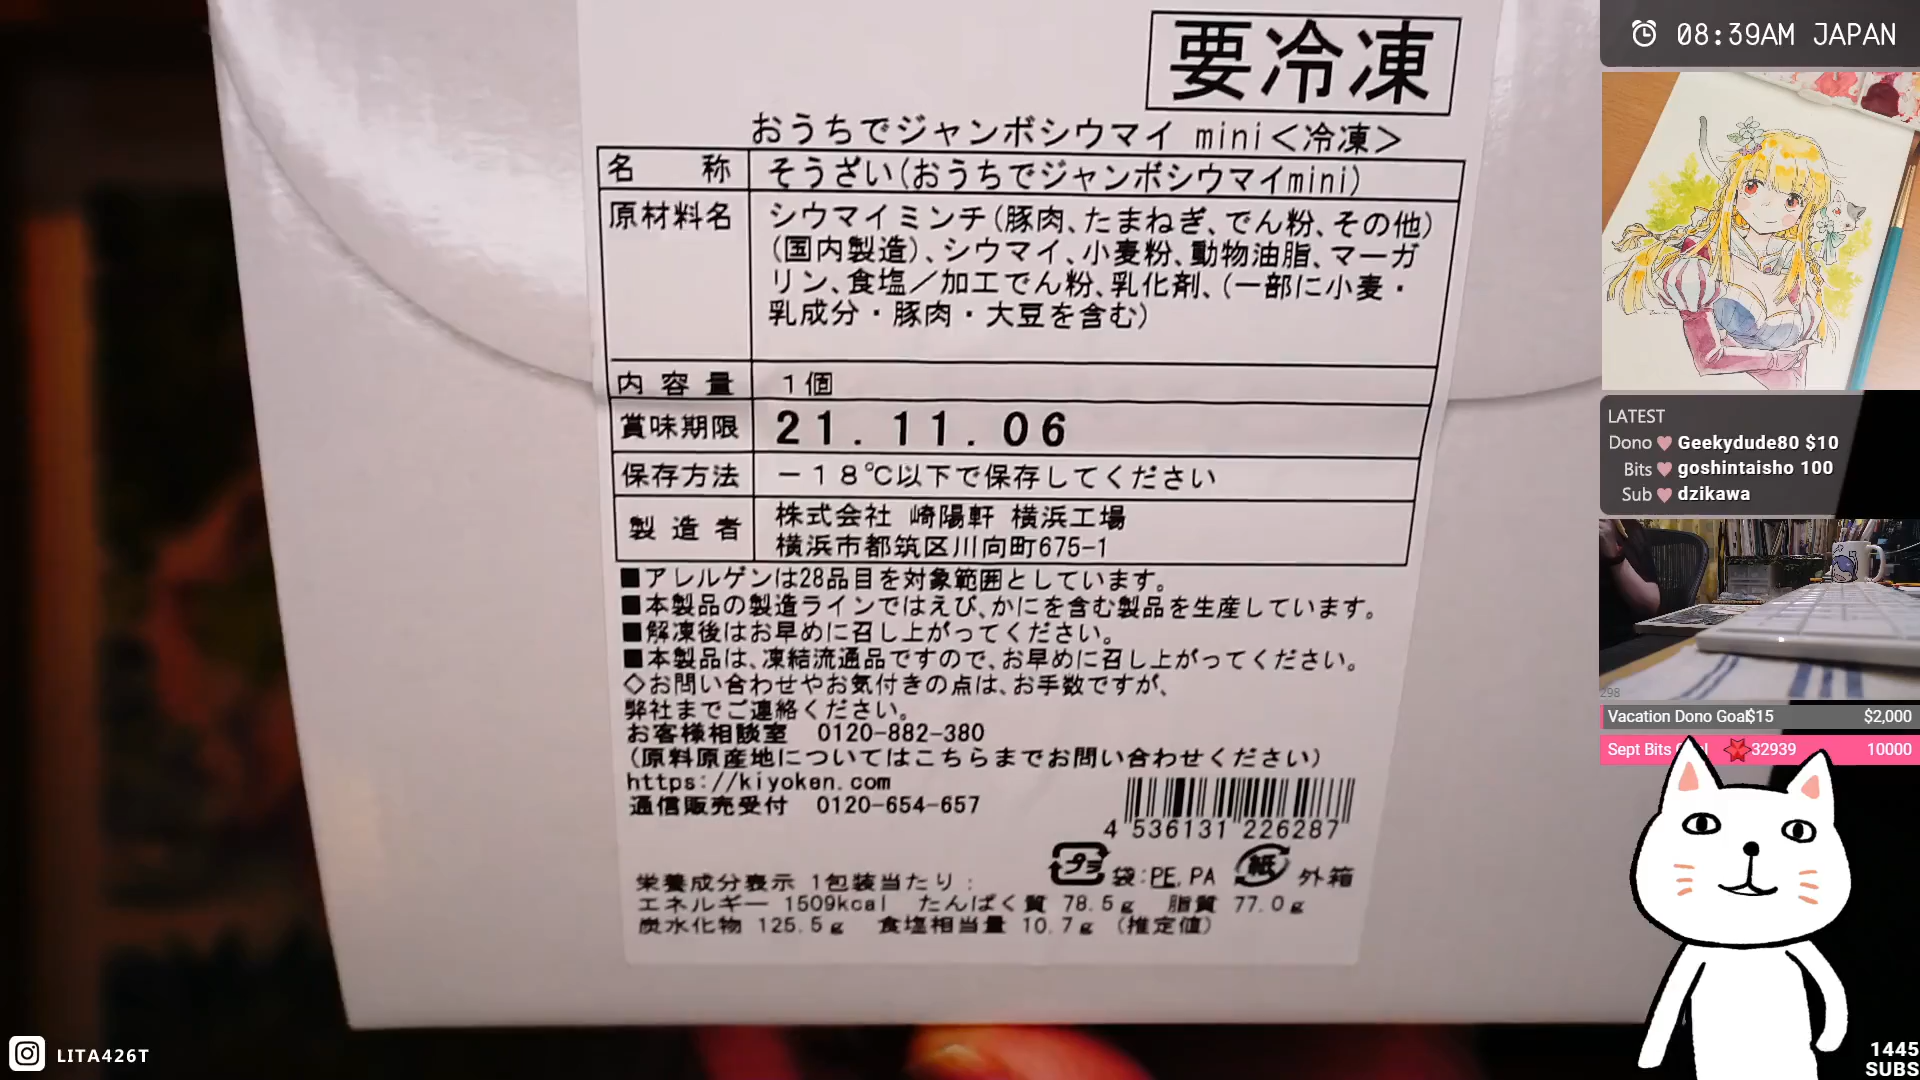 要冷凍
おうちでジャンボシウマイ mini＜冷凍＞
名 称 そうざい(おうちでジャンボシウマイmini)
原材料名 シウマイミンチ(豚肉、たまねぎ、でん粉、その他)
(国内製造)、シウマイ、小麦粉、動物油脂、マーガ
リン、食塩／加工でん粉、乳化剤、(一部に小麦・
乳成分・豚肉・大豆を含む)
内容量 1個
賞味期限 21.11.06
保存方法 －18℃以下で保存してください
製造者 株式会社 崎陽軒 横浜工場
横浜市都筑区川向町675-1
■アレルゲンは28品目を対象範囲としています。
■本製品の製造ラインではえび、かにを含む製品を生産しています。
■解凍後はお早めに召し上がってください。
■本製品は、凍結流通品ですので、お早めに召し上がってください。
◇お問い合わせやお気付きの点は、お手数ですが、
弊社までご連絡ください。
お客様相談室 0120-882-380
(原料原産地についてはこちらまでお問い合わせください)
https://kiyoken.com
通信販売受付 0120-654-657
4 536131 226287
プラ 袋:PE,PA 紙 外箱
栄養成分表示 1包装当たり:
エネルギー 1509kcal たんぱく質 78.5g 脂質 77.0g
炭水化物 125.5g 食塩相当量 10.7g (推定値)
LITA426T
08:39AM JAPAN
LATEST
Dono Geekydude80 $10
Bits goshintaisho 100
Sub dzikawa
298
Vacation Dono Goal $15 $2,000
Sept Bits 32939 10000
1445
SUBS